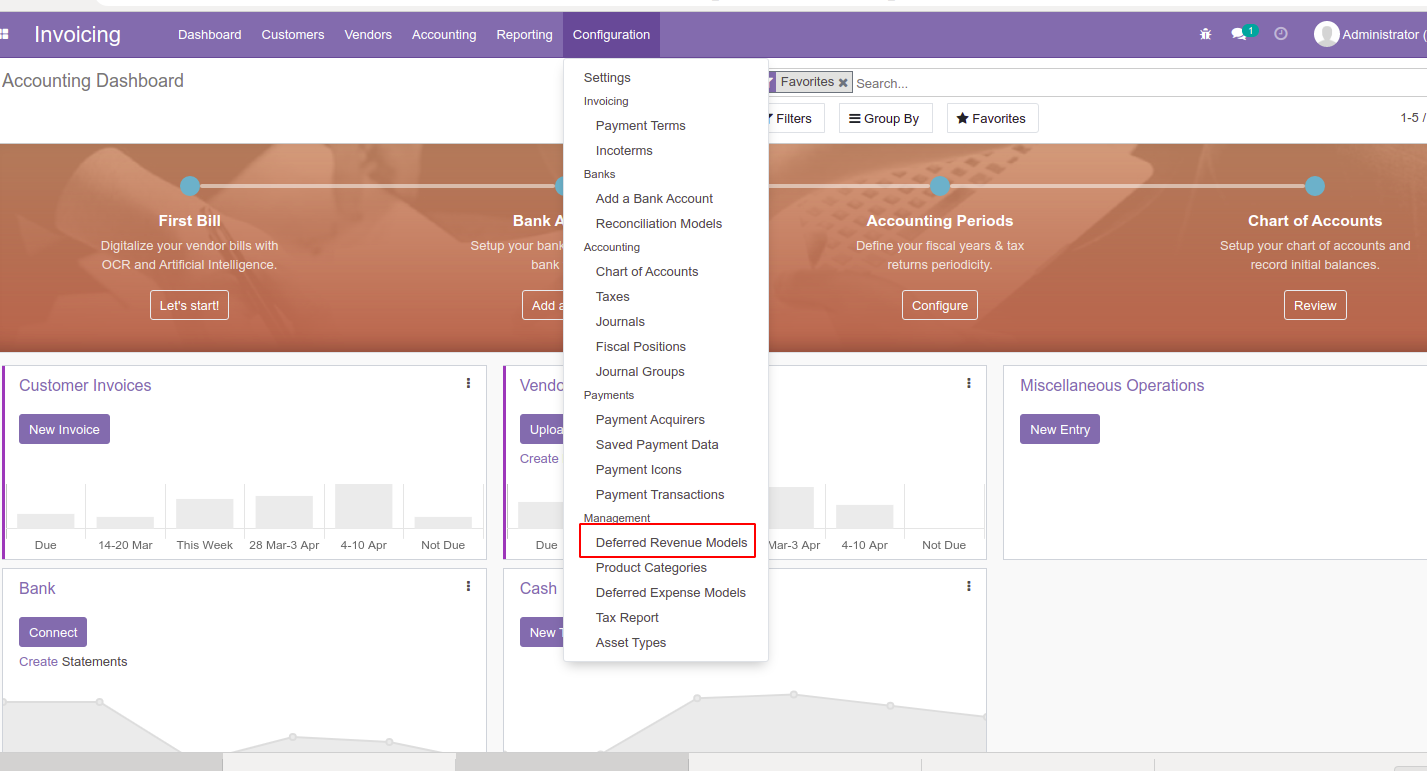 Invoicing
Dashboard
Customers
Vendors
Accounting
Reporting
Configuration
1
Administrator (
Accounting Dashboard
Favorites
Search...
Filters
Group By
Favorites
1-5 /
Settings
Invoicing
Payment Terms
Incoterms
Banks
Add a Bank Account
Reconciliation Models
Accounting
Chart of Accounts
Taxes
Journals
Fiscal Positions
Journal Groups
Payments
Payment Acquirers
Saved Payment Data
Payment Icons
Payment Transactions
Management
Deferred Revenue Models
Product Categories
Deferred Expense Models
Tax Report
Asset Types
First Bill
Digitalize your vendor bills with
OCR and Artificial Intelligence.
Let's start!
Bank A
Setup your bank
bank
Add a
Accounting Periods
Define your fiscal years & tax
returns periodicity.
Configure
Chart of Accounts
Setup your chart of accounts and
record initial balances.
Review
Customer Invoices
New Invoice
Due
14-20 Mar
This Week
28 Mar-3 Apr
4-10 Apr
Not Due
Vendo
Uploa
Create
Due
Mar-3 Apr
4-10 Apr
Not Due
Miscellaneous Operations
New Entry
Bank
Connect
Create Statements
Cash
New T